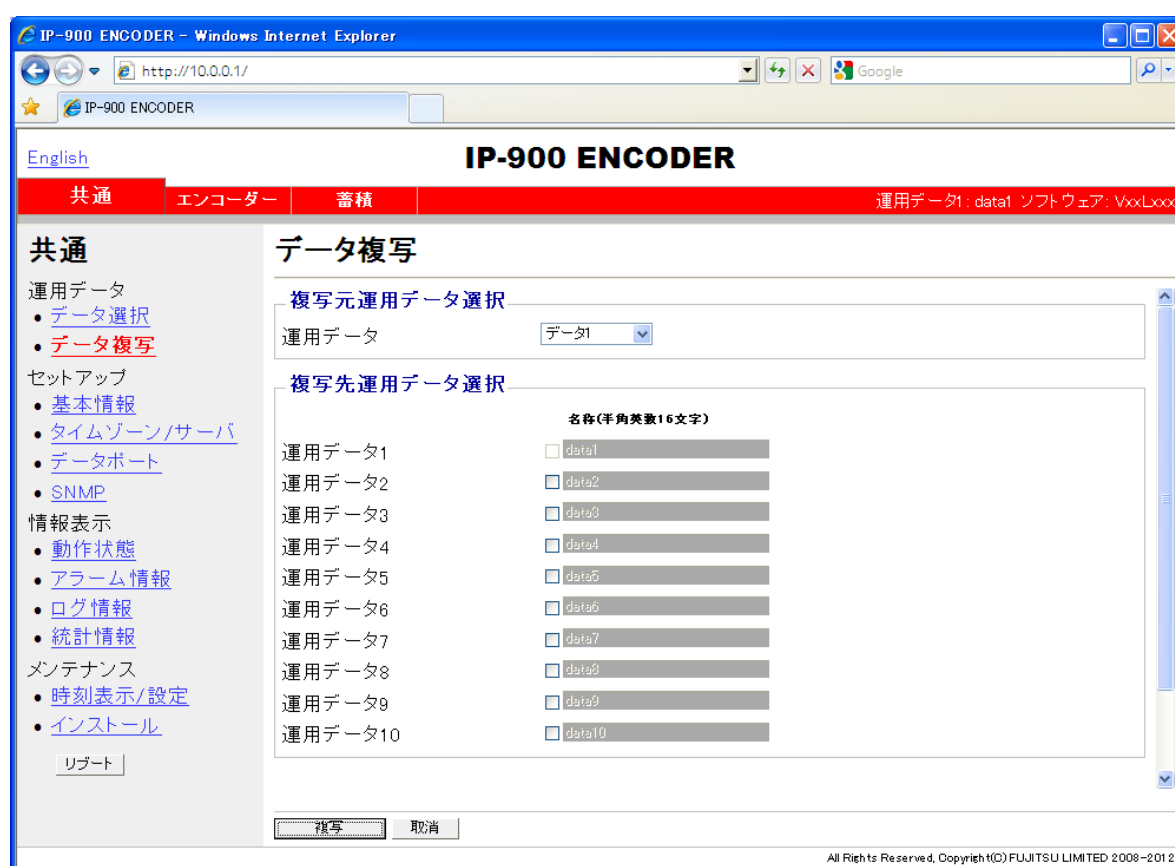 IP-900 ENCODER - Windows Internet Explorer
http://10.0.0.1/
Google
IP-900 ENCODER
English
IP-900 ENCODER
共通 エンコーダー 蓄積 運用データ1: data1 ソフトウェア: VxxLxxx
共通
運用データ
データ選択
データ複写
セットアップ
基本情報
タイムゾーン/サーバ
データポート
SNMP
情報表示
動作状態
アラーム情報
ログ情報
統計情報
メンテナンス
時刻表示/設定
インストール
リブート
データ複写
複写元運用データ選択
運用データ データ1
複写先運用データ選択
名称(半角英数16文字)
運用データ1 data1
運用データ2 data2
運用データ3 data3
運用データ4 data4
運用データ5 data5
運用データ6 data6
運用データ7 data7
運用データ8 data8
運用データ9 data9
運用データ10 data10
複写 取消
All Rights Reserved, Copyright(C) FUJITSU LIMITED 2008-2012